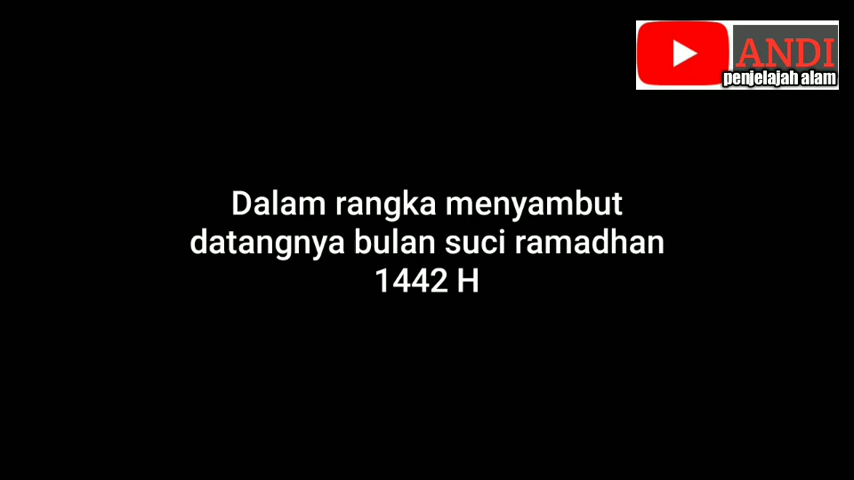 ANDI
penjelajah alam
Dalam rangka menyambut
datangnya bulan suci ramadhan
1442 H